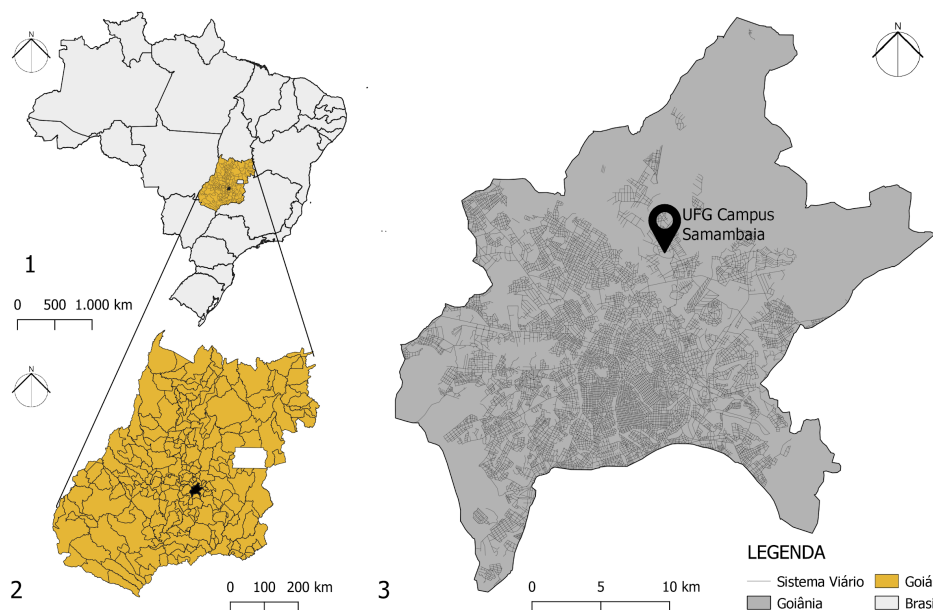 N
N
UFG Campus
Samambaia
1
0 500 1.000 km
N
2
0 100 200 km
3
0 5 10 km
LEGENDA
Sistema Viário
Goiá
Goiânia
Brasi